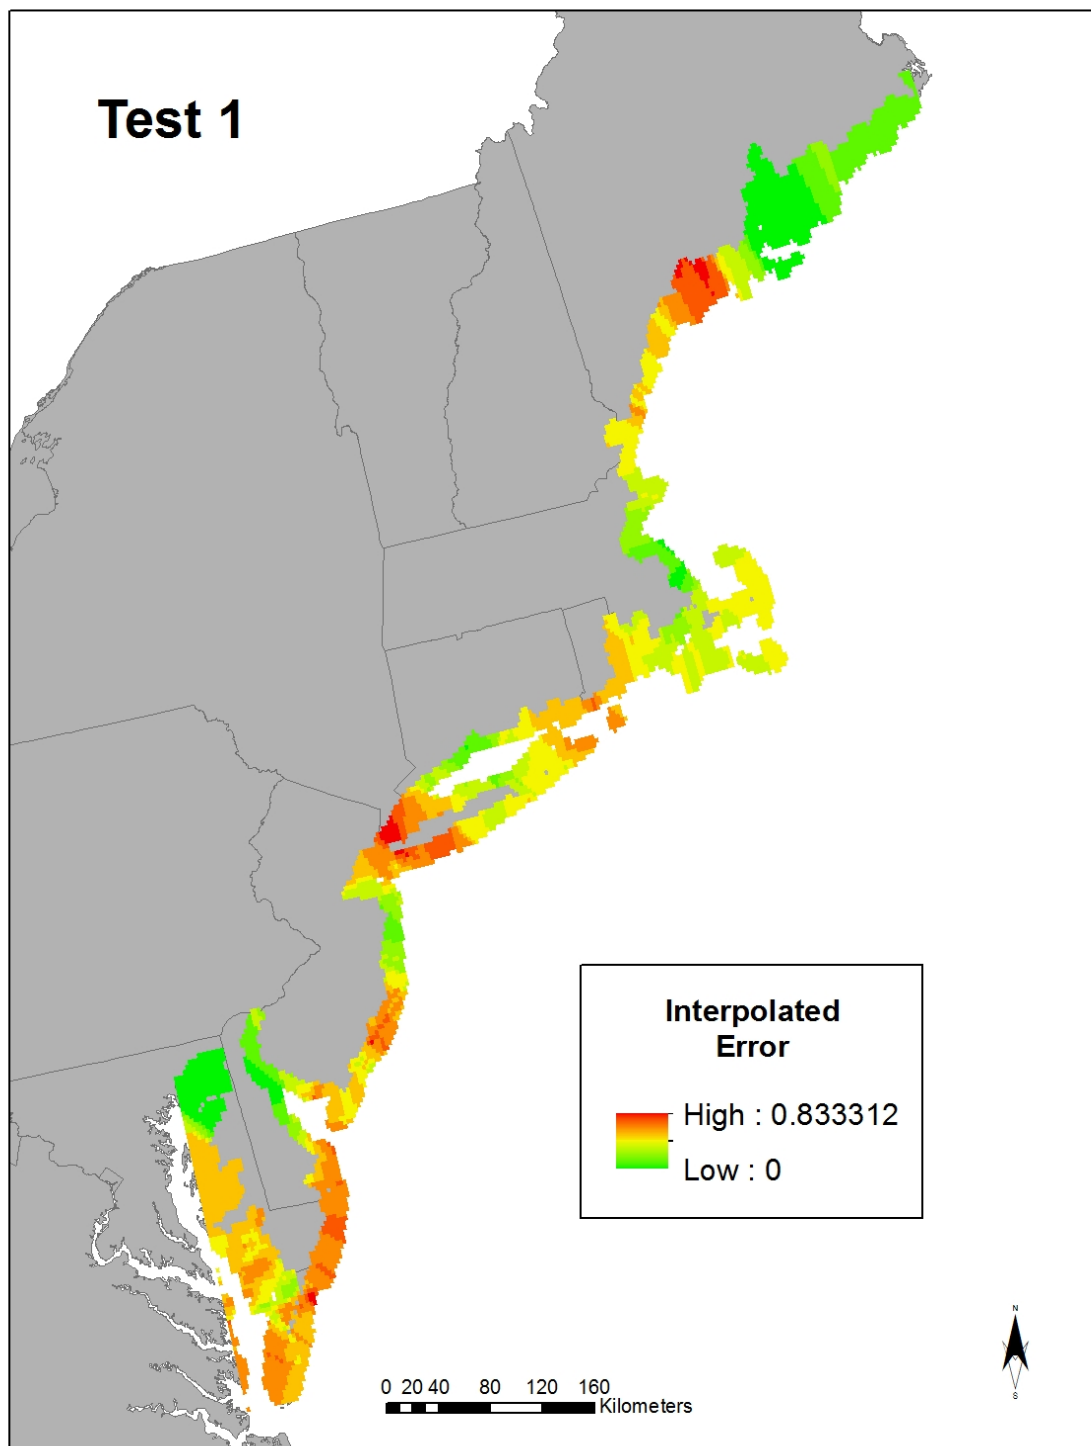 Test 1
Interpolated
Error
High : 0.833312
Low : 0
N
S
0 20 40 80 120 160
Kilometers